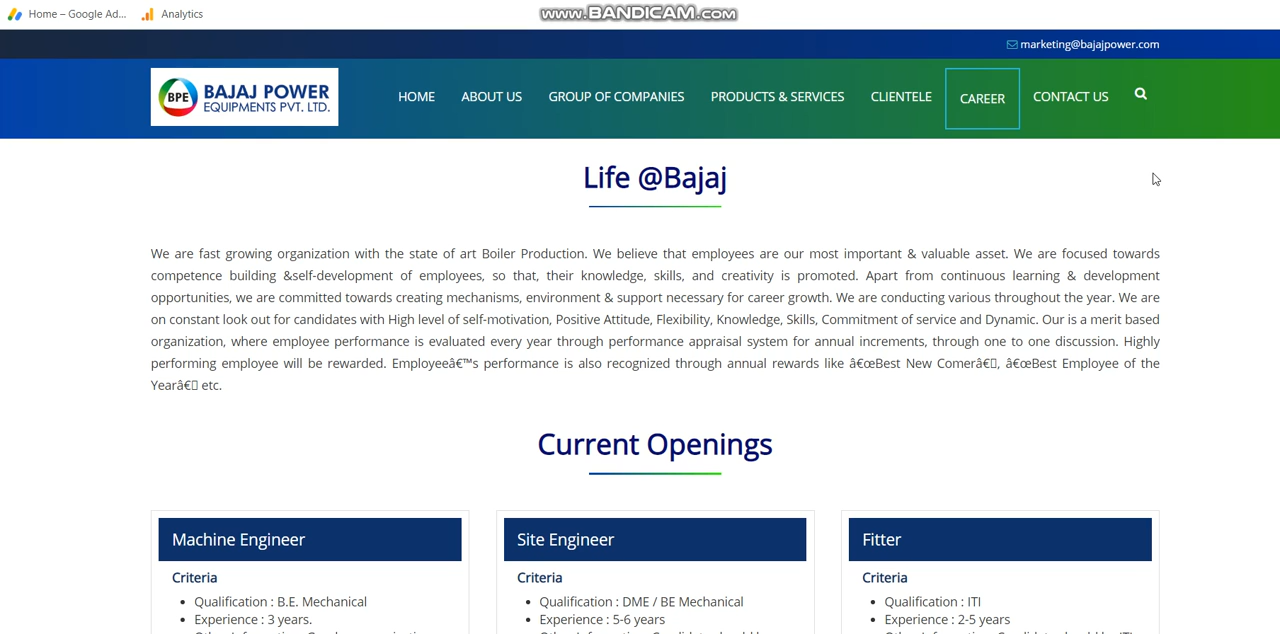 Home – Google Ad... Analytics
www.BANDICAM.com
marketing@bajajpower.com
BPE BAJAJ POWER
EQUIPMENTS PVT. LTD.
HOME ABOUT US GROUP OF COMPANIES PRODUCTS & SERVICES CLIENTELE CAREER CONTACT US
Life @Bajaj
We are fast growing organization with the state of art Boiler Production. We believe that employees are our most important & valuable asset. We are focused towards
competence building &self-development of employees, so that, their knowledge, skills, and creativity is promoted. Apart from continuous learning & development
opportunities, we are committed towards creating mechanisms, environment & support necessary for career growth. We are conducting various throughout the year. We are
on constant look out for candidates with High level of self-motivation, Positive Attitude, Flexibility, Knowledge, Skills, Commitment of service and Dynamic. Our is a merit based
organization, where employee performance is evaluated every year through performance appraisal system for annual increments, through one to one discussion. Highly
performing employee will be rewarded. Employeeâ€™s performance is also recognized through annual rewards like â€œBest New Comerâ€▯, â€œBest Employee of the
Yearâ€▯ etc.
Current Openings
Machine Engineer
Criteria
Qualification : B.E. Mechanical
Experience : 3 years.
Site Engineer
Criteria
Qualification : DME / BE Mechanical
Experience : 5-6 years
Fitter
Criteria
Qualification : ITI
Experience : 2-5 years